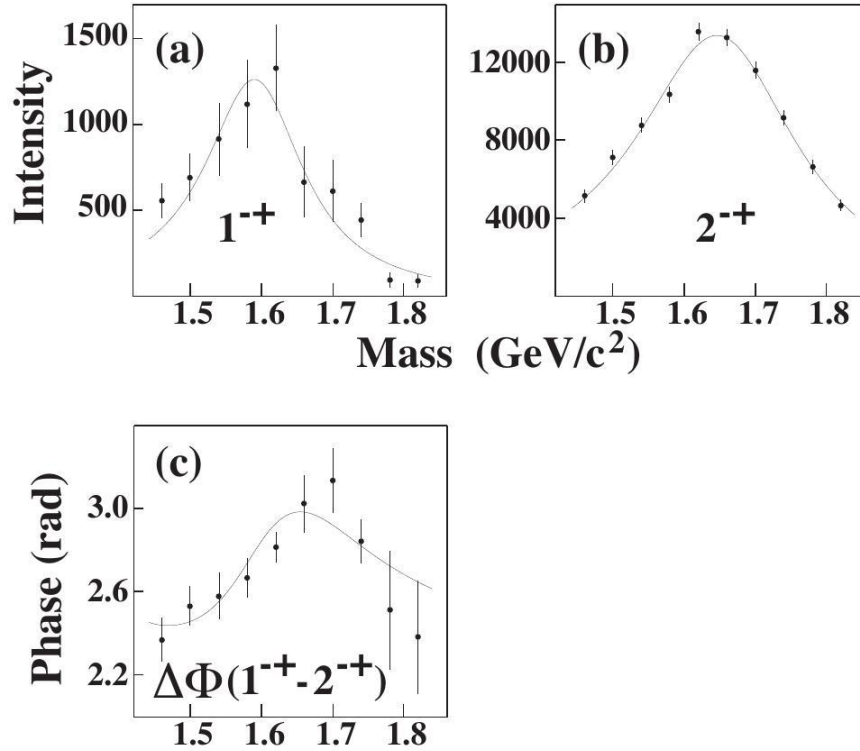 (a)
Intensity
1500
1000
500
1⁻⁺
1.5 1.6 1.7 1.8
(b)
12000
8000
4000
2⁻⁺
1.5 1.6 1.7 1.8
Mass (GeV/c²)
(c)
Phase (rad)
3.0
2.6
2.2
ΔΦ(1⁻⁺-2⁻⁺)
1.5 1.6 1.7 1.8